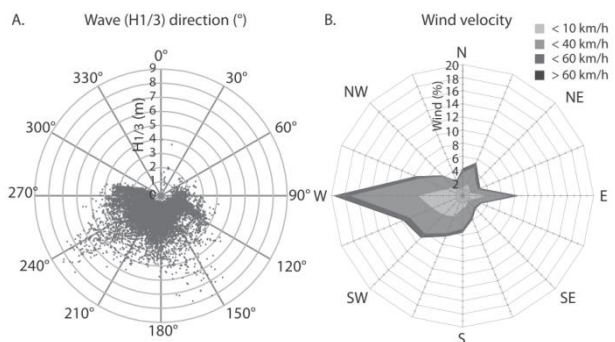 A.
Wave (H1/3) direction (°)
0°
30°
60°
90°
120°
150°
180°
210°
240°
270°
300°
330°
H1/3 (m)
9
8
7
6
5
4
3
2
1
0
B.
Wind velocity
< 10 km/h
< 40 km/h
< 60 km/h
> 60 km/h
N
NE
E
SE
S
SW
W
NW
Wind (%)
20
18
16
14
12
10
8
6
4
2